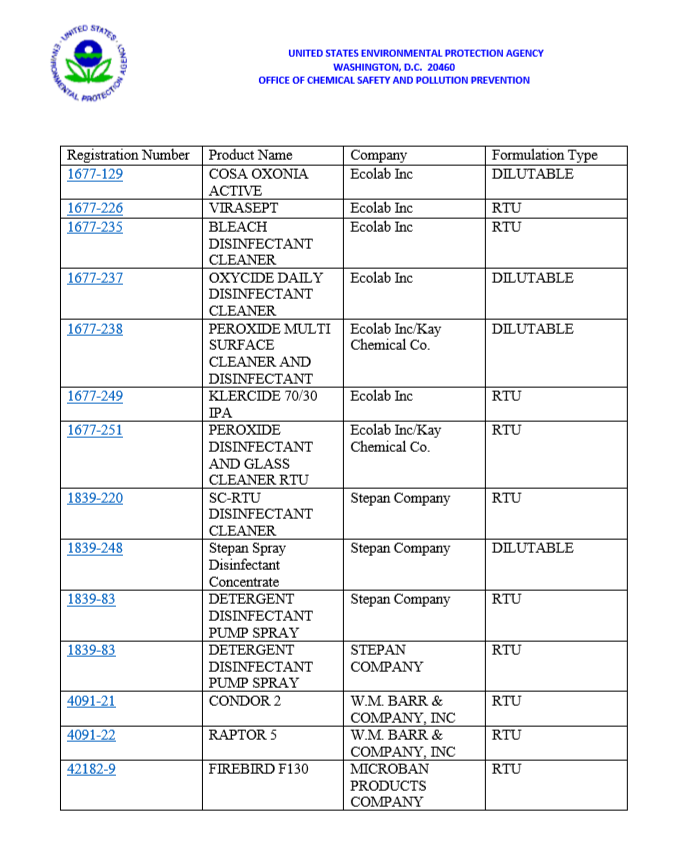 UNITED STATES ENVIRONMENTAL PROTECTION AGENCY
WASHINGTON, D.C. 20460
OFFICE OF CHEMICAL SAFETY AND POLLUTION PREVENTION
UNITED STATES
ENVIRONMENTAL PROTECTION AGENCY
Registration Number Product Name Company Formulation Type
1677-129 COSA OXONIA Ecolab Inc DILUTABLE
ACTIVE
1677-226 VIRASEPT Ecolab Inc RTU
1677-235 BLEACH Ecolab Inc RTU
DISINFECTANT
CLEANER
1677-237 OXYCIDE DAILY Ecolab Inc DILUTABLE
DISINFECTANT
CLEANER
1677-238 PEROXIDE MULTI Ecolab Inc/Kay DILUTABLE
SURFACE Chemical Co.
CLEANER AND
DISINFECTANT
1677-249 KLERCIDE 70/30 Ecolab Inc RTU
IPA
1677-251 PEROXIDE Ecolab Inc/Kay RTU
DISINFECTANT Chemical Co.
AND GLASS
CLEANER RTU
1839-220 SC-RTU Stepan Company RTU
DISINFECTANT
CLEANER
1839-248 Stepan Spray Stepan Company DILUTABLE
Disinfectant
Concentrate
1839-83 DETERGENT Stepan Company RTU
DISINFECTANT
PUMP SPRAY
1839-83 DETERGENT STEPAN RTU
DISINFECTANT COMPANY
PUMP SPRAY
4091-21 CONDOR 2 W.M. BARR & RTU
COMPANY, INC
4091-22 RAPTOR 5 W.M. BARR & RTU
COMPANY, INC
42182-9 FIREBIRD F130 MICROBAN RTU
PRODUCTS
COMPANY